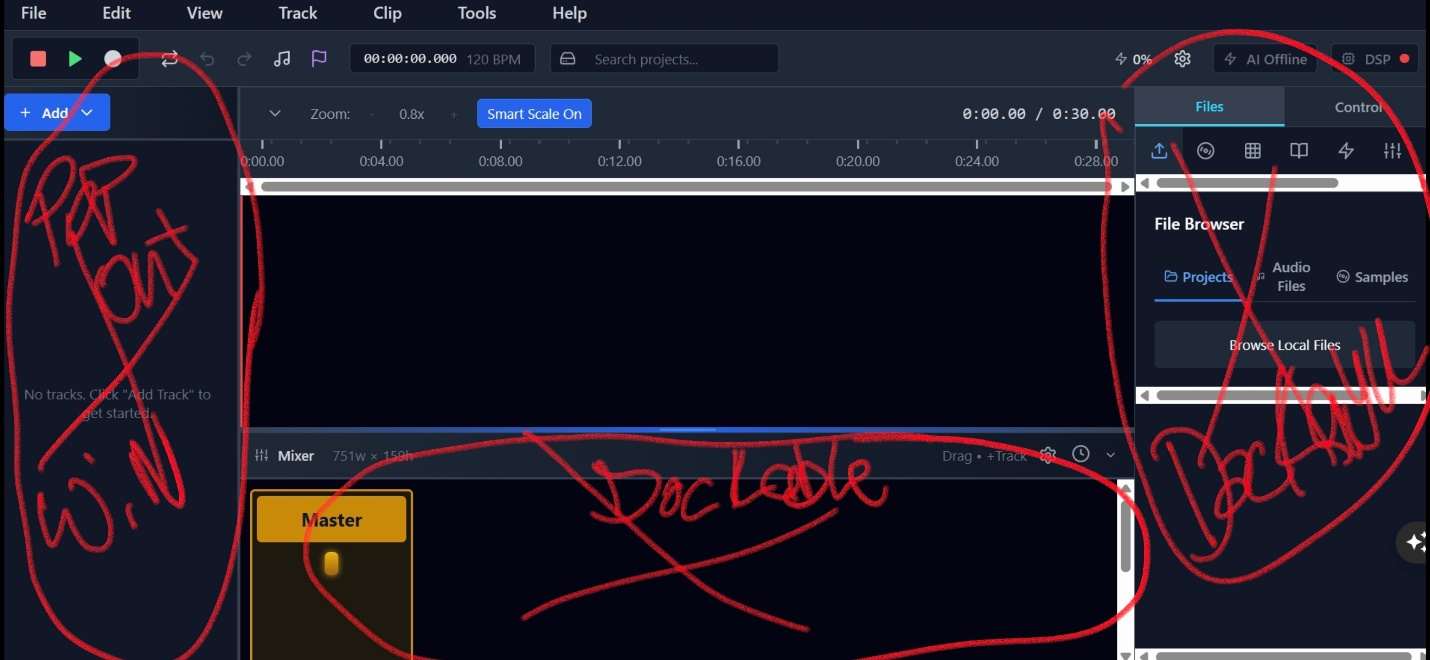 File Edit View Track Clip Tools Help
00:00:00.000 120 BPM Search projects... 0% AI Offline DSP
+ Add Zoom: - 0.8x + Smart Scale On 0:00.00 / 0:30.00 Files Control
0:00.00 0:04.00 0:08.00 0:12.00 0:16.00 0:20.00 0:24.00 0:28.00
File Browser
Projects Audio Files Samples
Browse Local Files
No tracks. Click "Add Track" to
get started.
out
WiN
Mixer 751w × 159h Drag • +Track
DocLable
Master